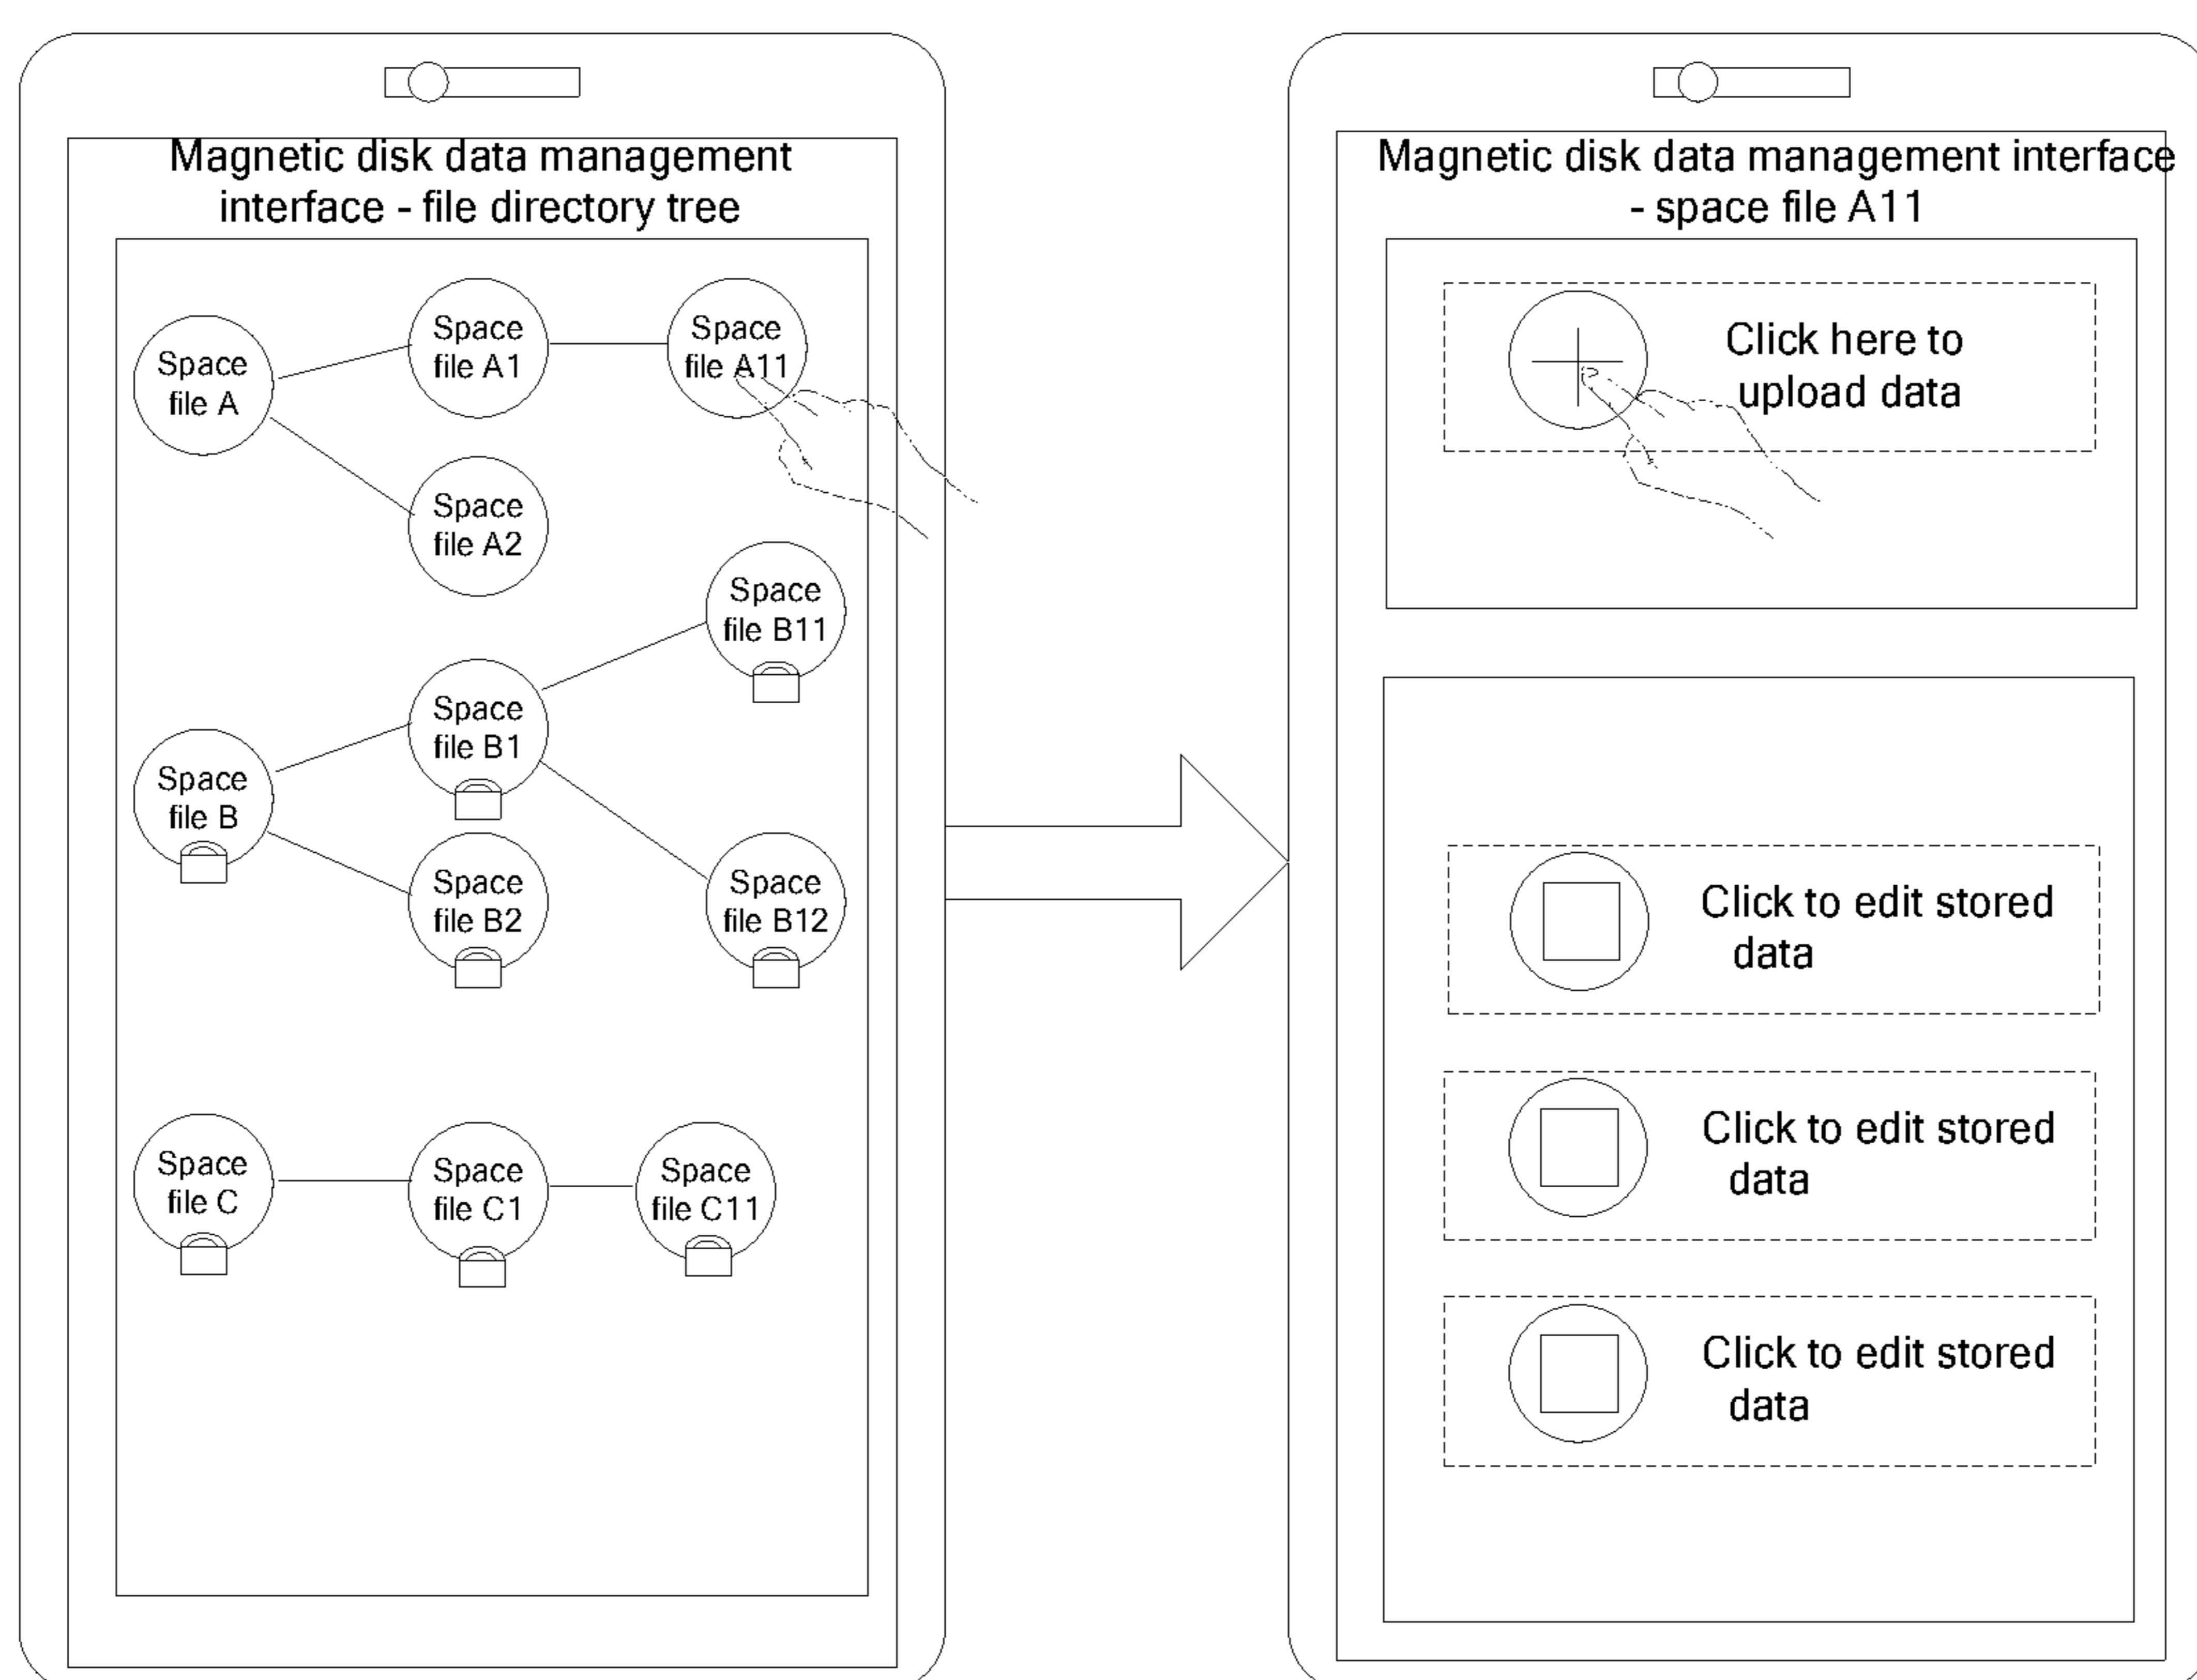 Magnetic disk data management
interface - file directory tree
Space
file A
Space
file A1
Space
file A11
Space
file A2
Space
file B
Space
file B1
Space
file B11
Space
file B2
Space
file B12
Space
file C
Space
file C1
Space
file C11
Magnetic disk data management interface
- space file A11
Click here to
upload data
Click to edit stored
data
Click to edit stored
data
Click to edit stored
data